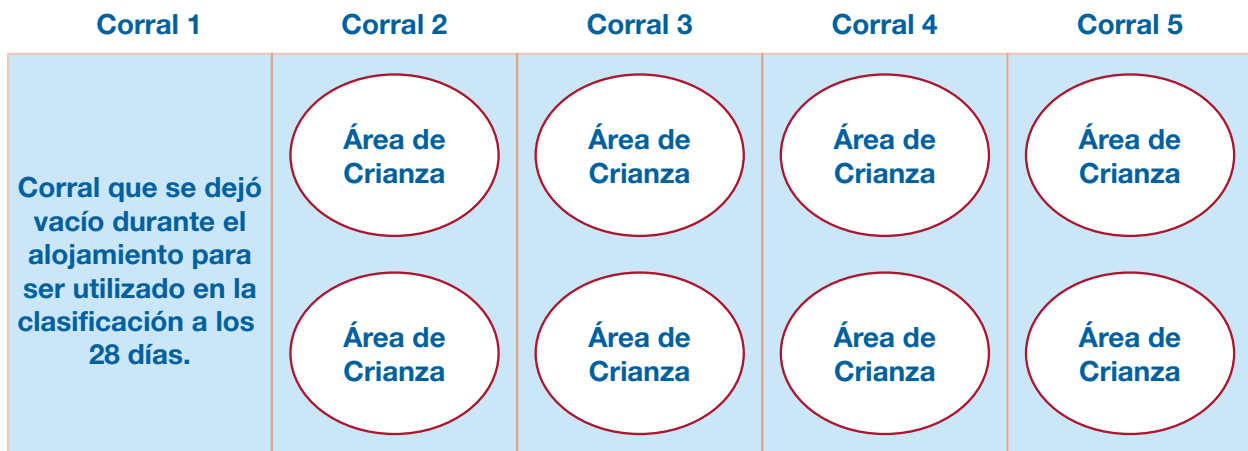 Corral 1
Corral 2
Corral 3
Corral 4
Corral 5
Corral que se dejó
vacío durante el
alojamiento para
ser utilizado en la
clasificación a los
28 días.
Área de
Crianza
Área de
Crianza
Área de
Crianza
Área de
Crianza
Área de
Crianza
Área de
Crianza
Área de
Crianza
Área de
Crianza